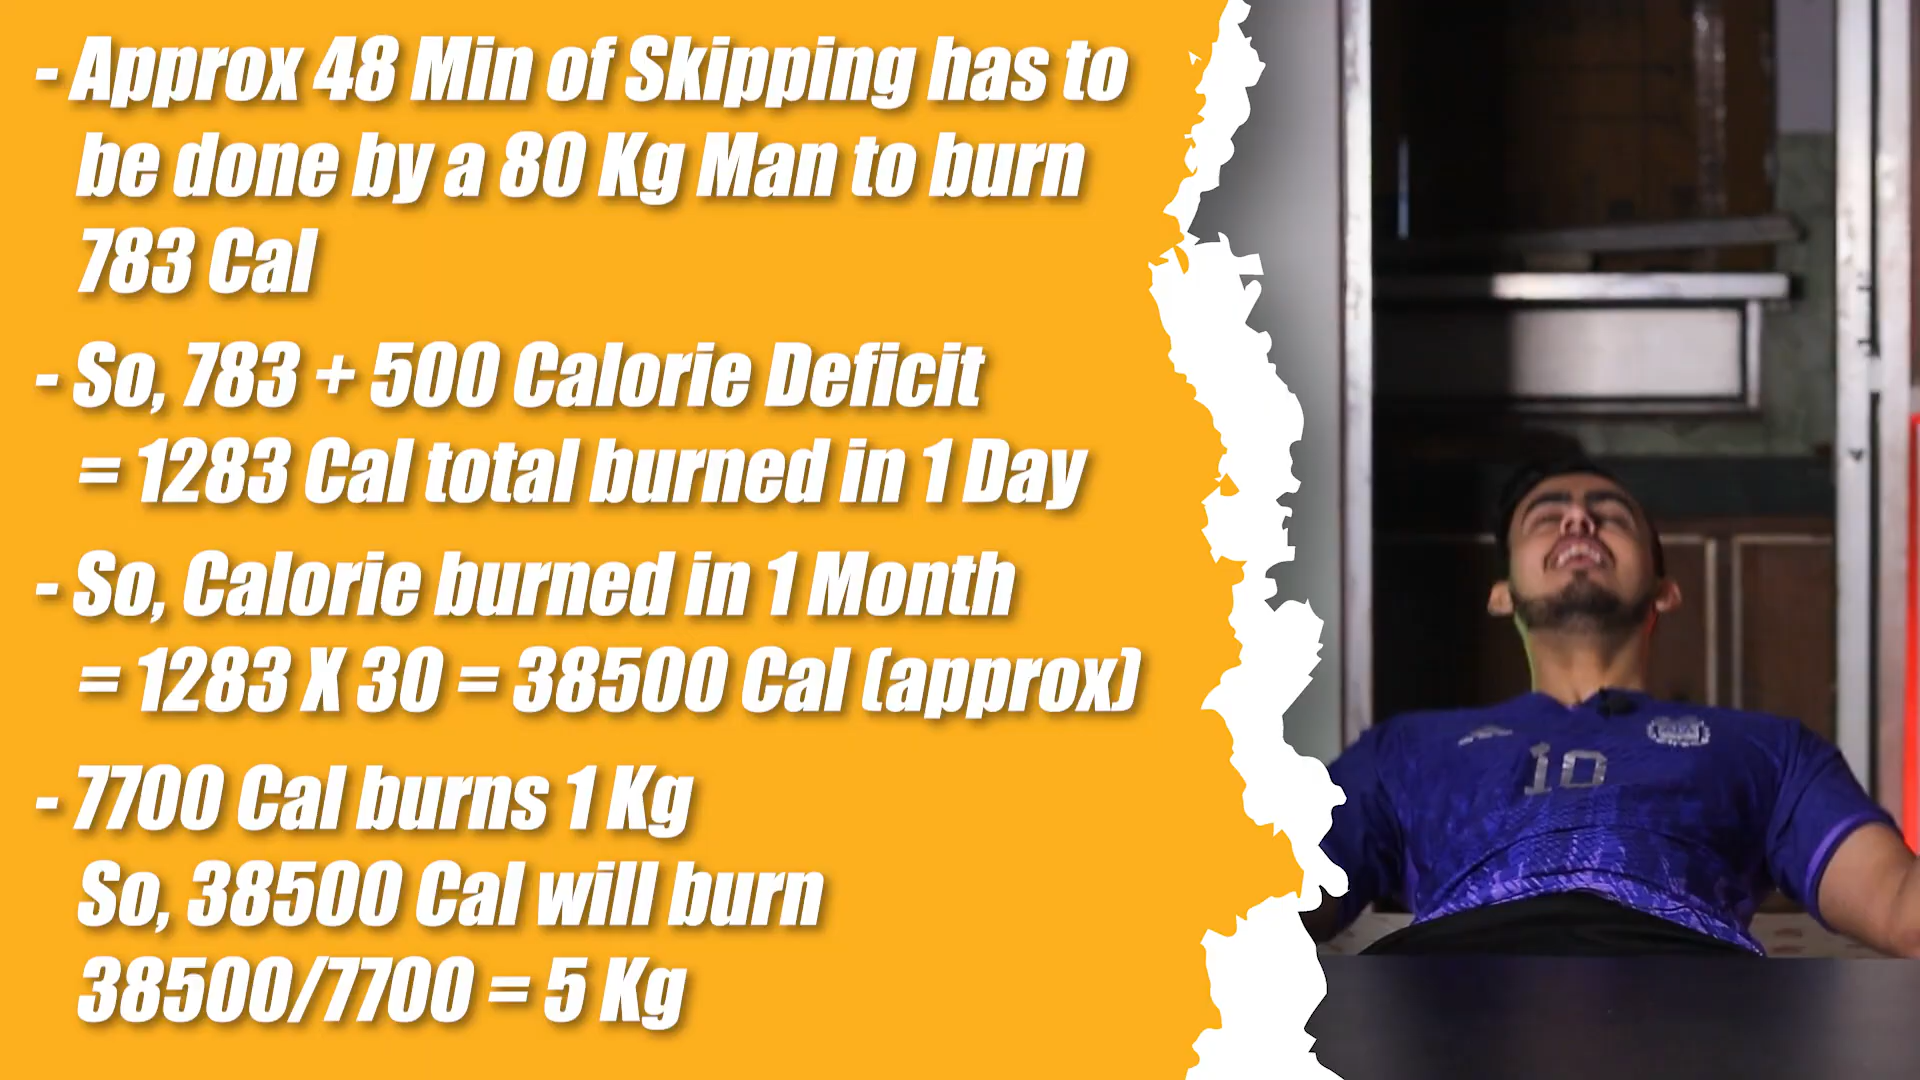 - Approx 48 Min of Skipping has to
be done by a 80 Kg Man to burn
783 Cal
- So, 783 + 500 Calorie Deficit
= 1283 Cal total burned in 1 Day
- So, Calorie burned in 1 Month
= 1283 X 30 = 38500 Cal (approx)
- 7700 Cal burns 1 Kg
So, 38500 Cal will burn
38500/7700 = 5 Kg
10